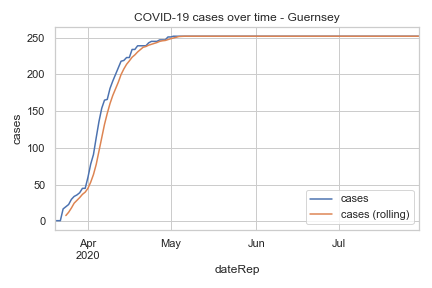 COVID-19 cases over time - Guernsey
250
200
150
100
50
0
cases
cases
cases (rolling)
Apr
2020
May
Jun
Jul
dateRep